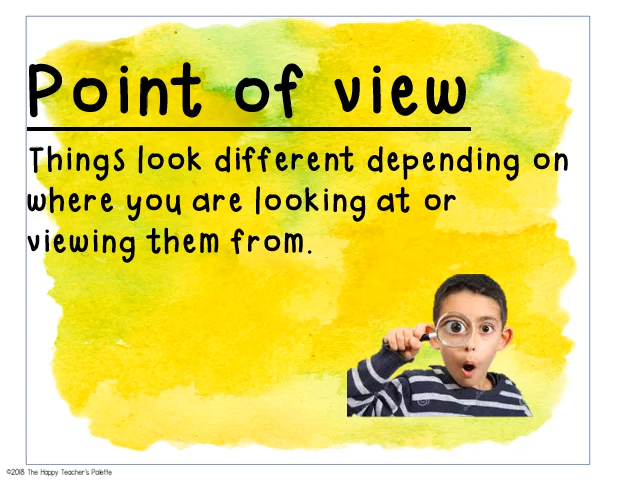 Point of view
Things look different depending on
where you are looking at or
viewing them from.
©2018 The Happy Teacher's Palette